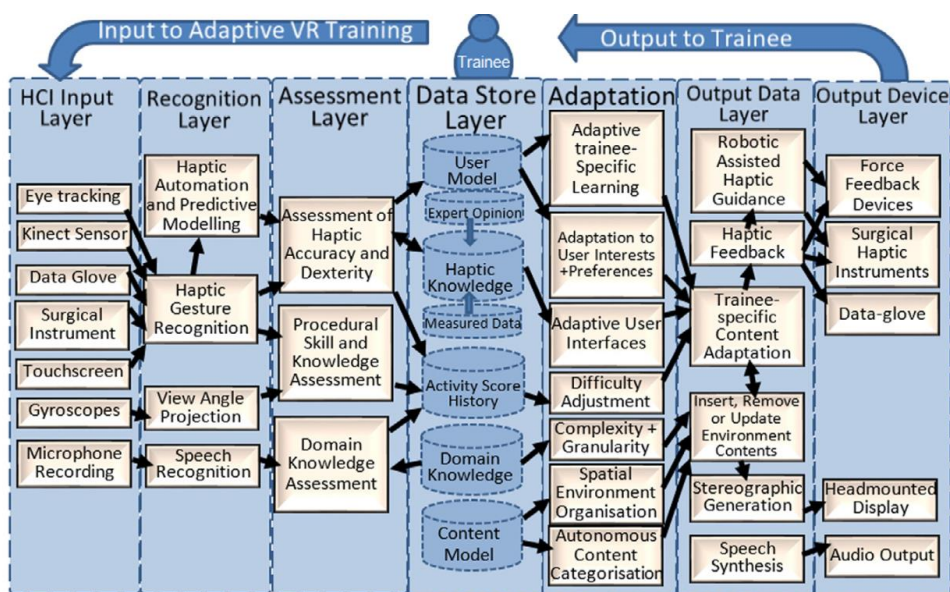 Input to Adaptive VR Training
Trainee
Output to Trainee
HCI Input
Layer
Eye tracking
Kinect Sensor
Data Glove
Surgical
Instrument
Touchscreen
Gyroscopes
Microphone
Recording
Recognition
Layer
Haptic
Automation
and Predictive
Modelling
Haptic
Gesture
Recognition
View Angle
Projection
Speech
Recognition
Assessment
Layer
Assessment of
Haptic
Accuracy and
Dexterity
Procedural
Skill and
Knowledge
Assessment
Domain
Knowledge
Assessment
Data Store
Layer
User
Model
Expert Opinion
Haptic
Knowledge
Measured Data
Activity Score
History
Domain
Knowledge
Content
Model
Adaptation
Adaptive
trainee-
Specific
Learning
Adaptation to
User Interests
+Preferences
Adaptive User
Interfaces
Difficulty
Adjustment
Complexity +
Granularity
Spatial
Environment
Organisation
Autonomous
Content
Categorisation
Output Data
Layer
Robotic
Assisted
Haptic
Guidance
Haptic
Feedback
Trainee-
specific
Content
Adaptation
Insert, Remove
or Update
Environment
Contents
Stereographic
Generation
Speech
Synthesis
Output Device
Layer
Force
Feedback
Devices
Surgical
Haptic
Instruments
Data-glove
Headmounted
Display
Audio Output